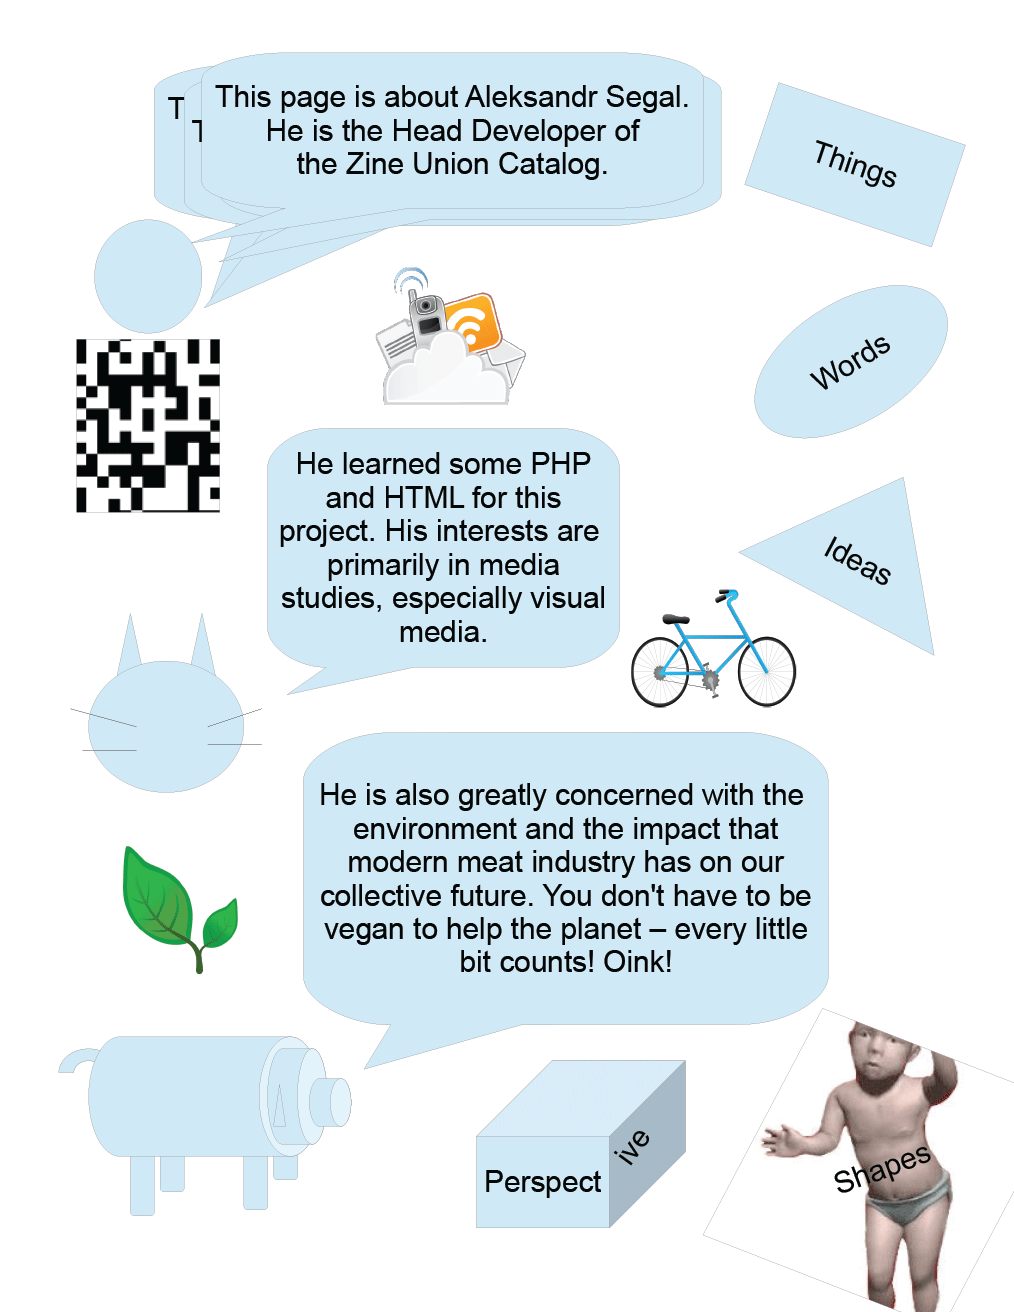 T
T
This page is about Aleksandr Segal.
He is the Head Developer of
the Zine Union Catalog.
Things
Words
He learned some PHP
and HTML for this
project. His interests are
primarily in media
studies, especially visual
media.
Ideas
He is also greatly concerned with the
environment and the impact that
modern meat industry has on our
collective future. You don't have to be
vegan to help the planet – every little
bit counts! Oink!
Perspect
ive
Shapes